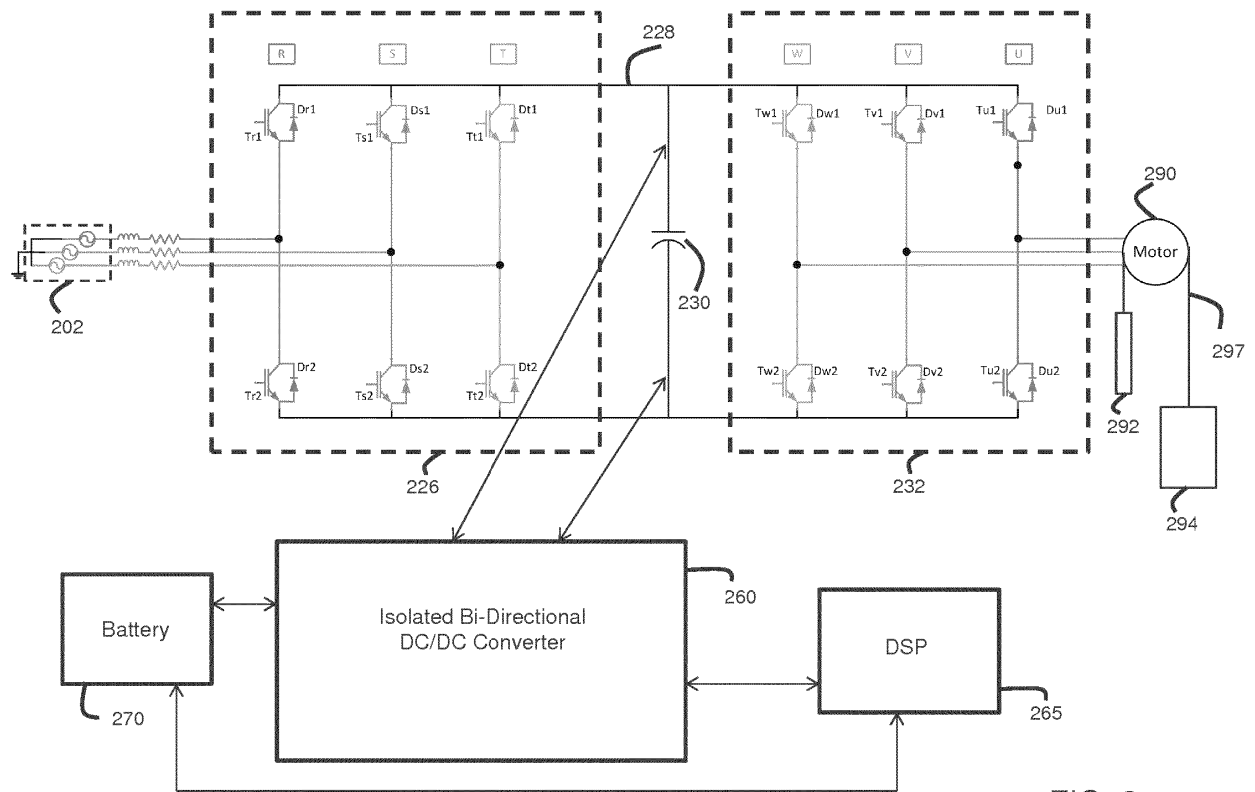 228
R
S
T
W
V
U
Dr1
Ds1
Dt1
Tr1
Ts1
Tt1
Tw1
Dw1
Tv1
Dv1
Tu1
Du1
290
Motor
202
230
297
Dr2
Ds2
Dt2
Tr2
Ts2
Tt2
Tw2
Dw2
Tv2
Dv2
Tu2
Du2
292
226
232
294
Battery
Isolated Bi-Directional
DC/DC Converter
260
DSP
270
265